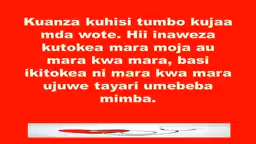 Kuanza kuhisi tumbo kujaa
mda wote. Hii inaweza
kutokea mara moja au
mara kwa mara, basi
ikitokea ni mara kwa mara
ujuwe tayari umebeba
mimba.